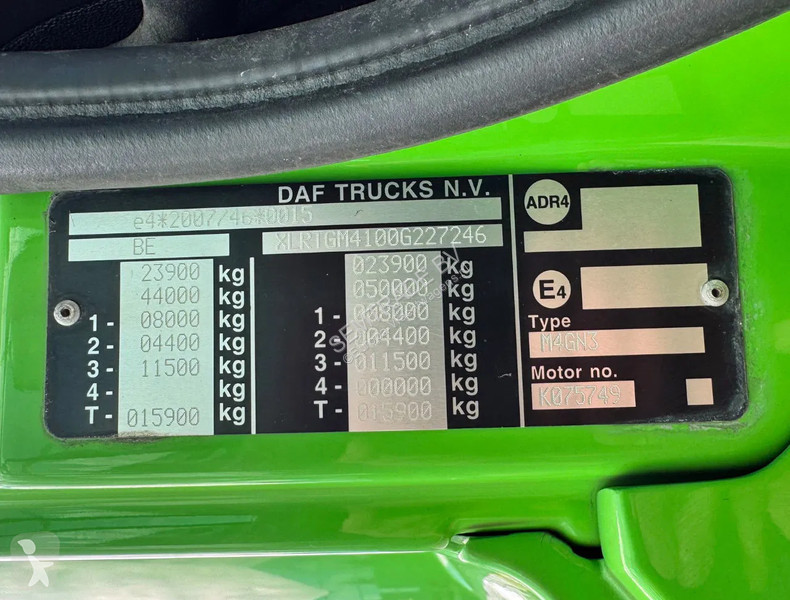 DAF TRUCKS N.V.
e4*2007/46*0015
BE XLRTGM4100G227246
23900 kg
44000 kg
1- 08000 kg
2- 04400 kg
3- 11500 kg
4- kg
T- 015900 kg
023900 kg
050000 kg
1- 008000 kg
2- 004400 kg
3- 011500 kg
4- 000000 kg
T- 015900 kg
ADR4
E4
Type
M4GN3
Motor no.
K075749